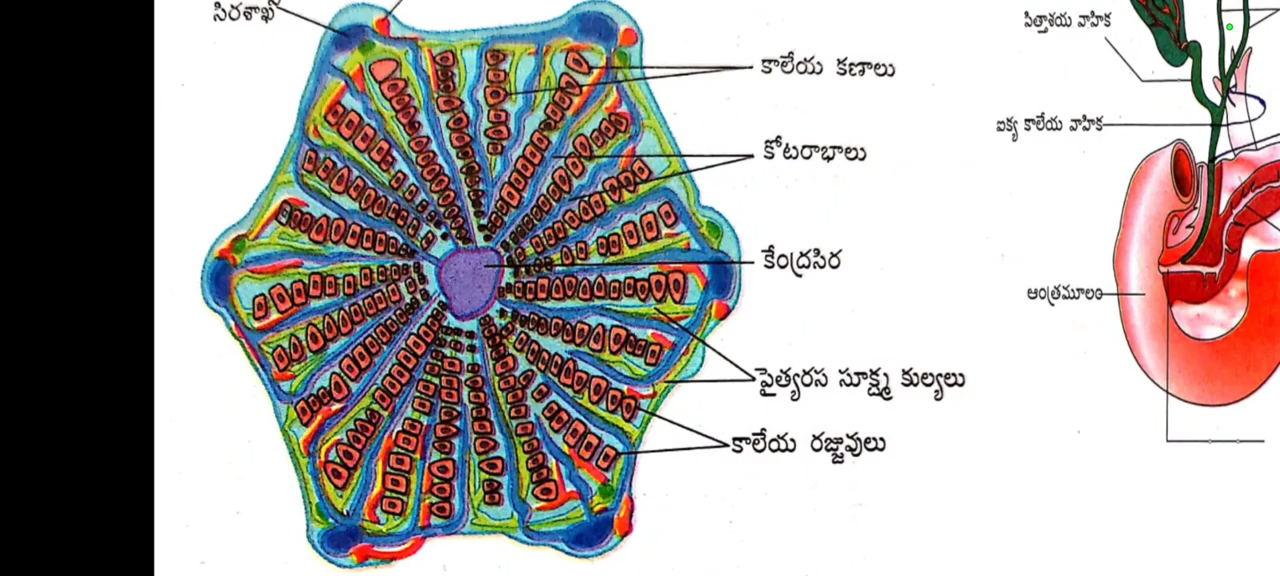 సిరశాఖ
కాలేయ కణాలు
కోటరాభాలు
కేంద్రసిర
పైత్యరస సూక్ష్మ కుల్యలు
కాలేయ రజ్జువులు
పిత్తాశయ వాహిక
ఐక్య కాలేయ వాహిక
ఆంత్రమూలం